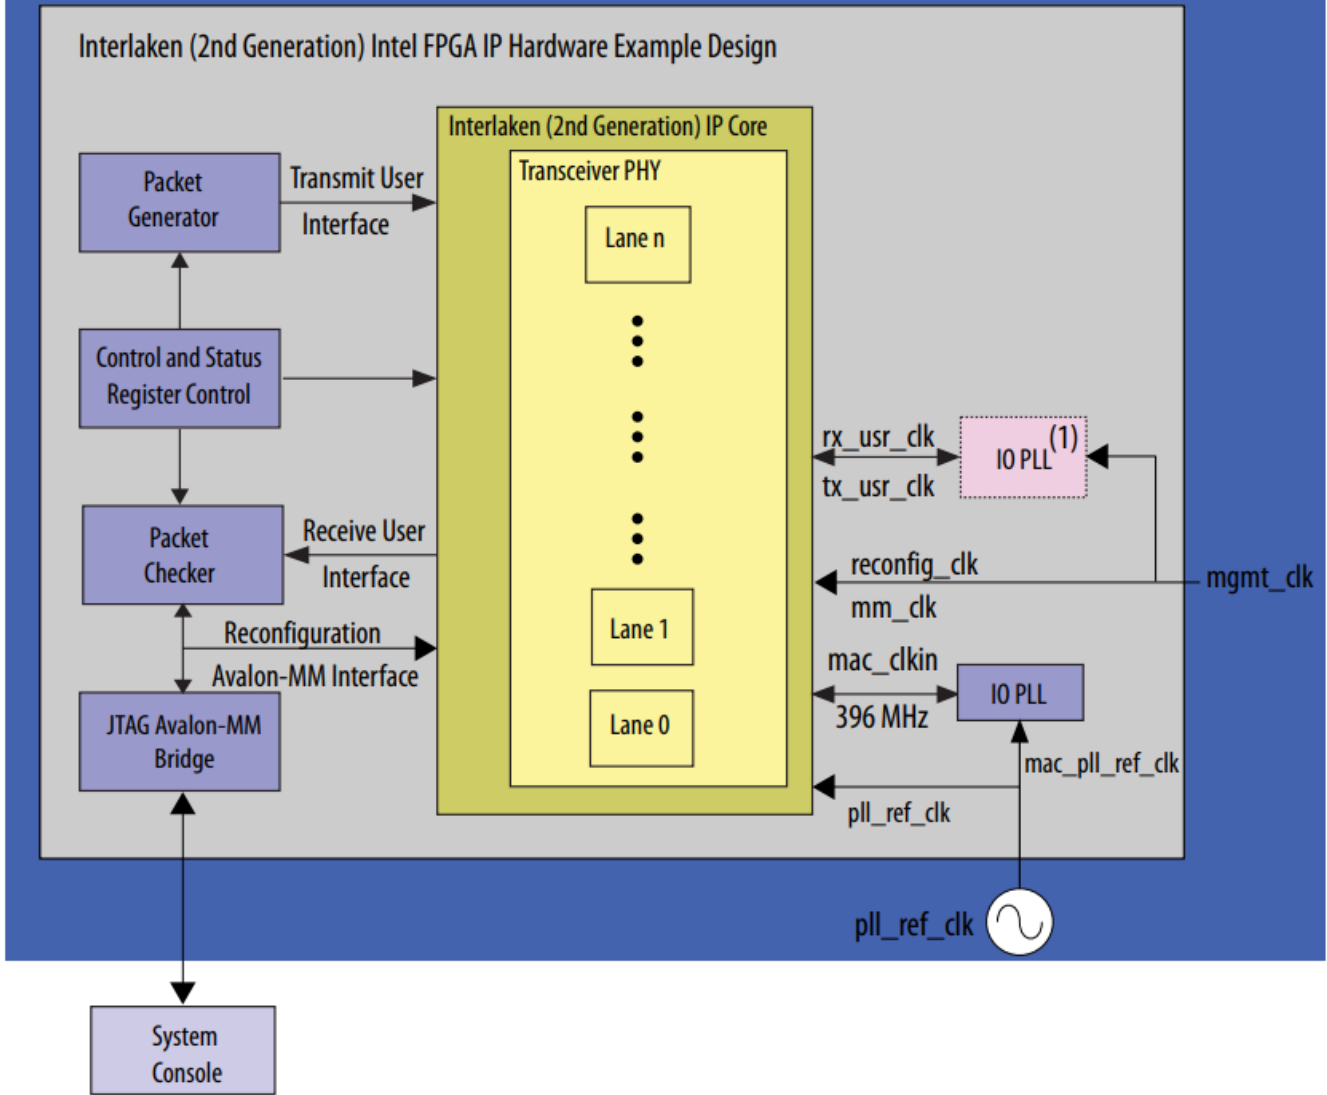 Interlaken (2nd Generation) Intel FPGA IP Hardware Example Design
Interlaken (2nd Generation) IP Core
Transceiver PHY
Packet
Generator
Transmit User
Interface
Lane n
Control and Status
Register Control
rx_usr_clk
tx_usr_clk
IO PLL (1)
Packet
Checker
Receive User
Interface
reconfig_clk
mm_clk
mgmt_clk
Lane 1
Reconfiguration
Avalon-MM Interface
mac_clkin
396 MHz
IO PLL
JTAG Avalon-MM
Bridge
Lane 0
mac_pll_ref_clk
pll_ref_clk
pll_ref_clk
System
Console